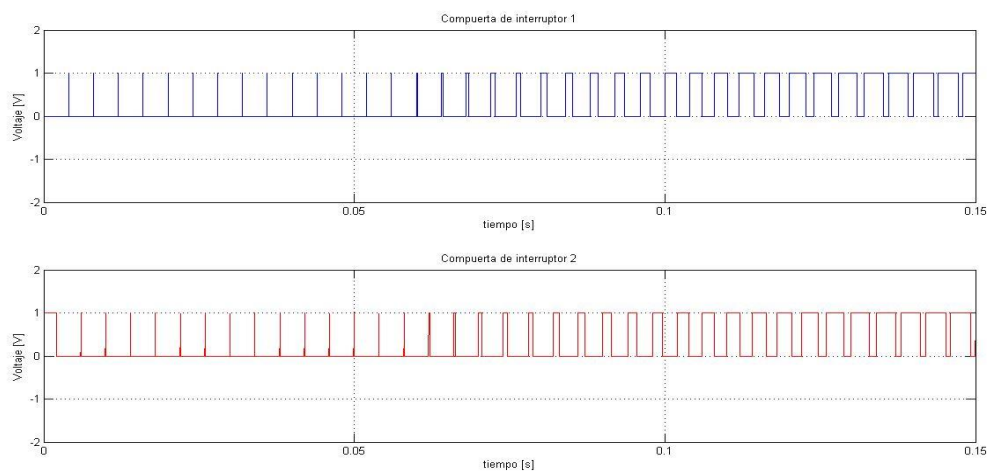 Compuerta de interruptor 1
2
1
0
-1
-2
Voltaje [V]
0 0.05 0.1 0.15
tiempo [s]
Compuerta de interruptor 2
2
1
0
-1
-2
Voltaje [V]
0 0.05 0.1 0.15
tiempo [s]